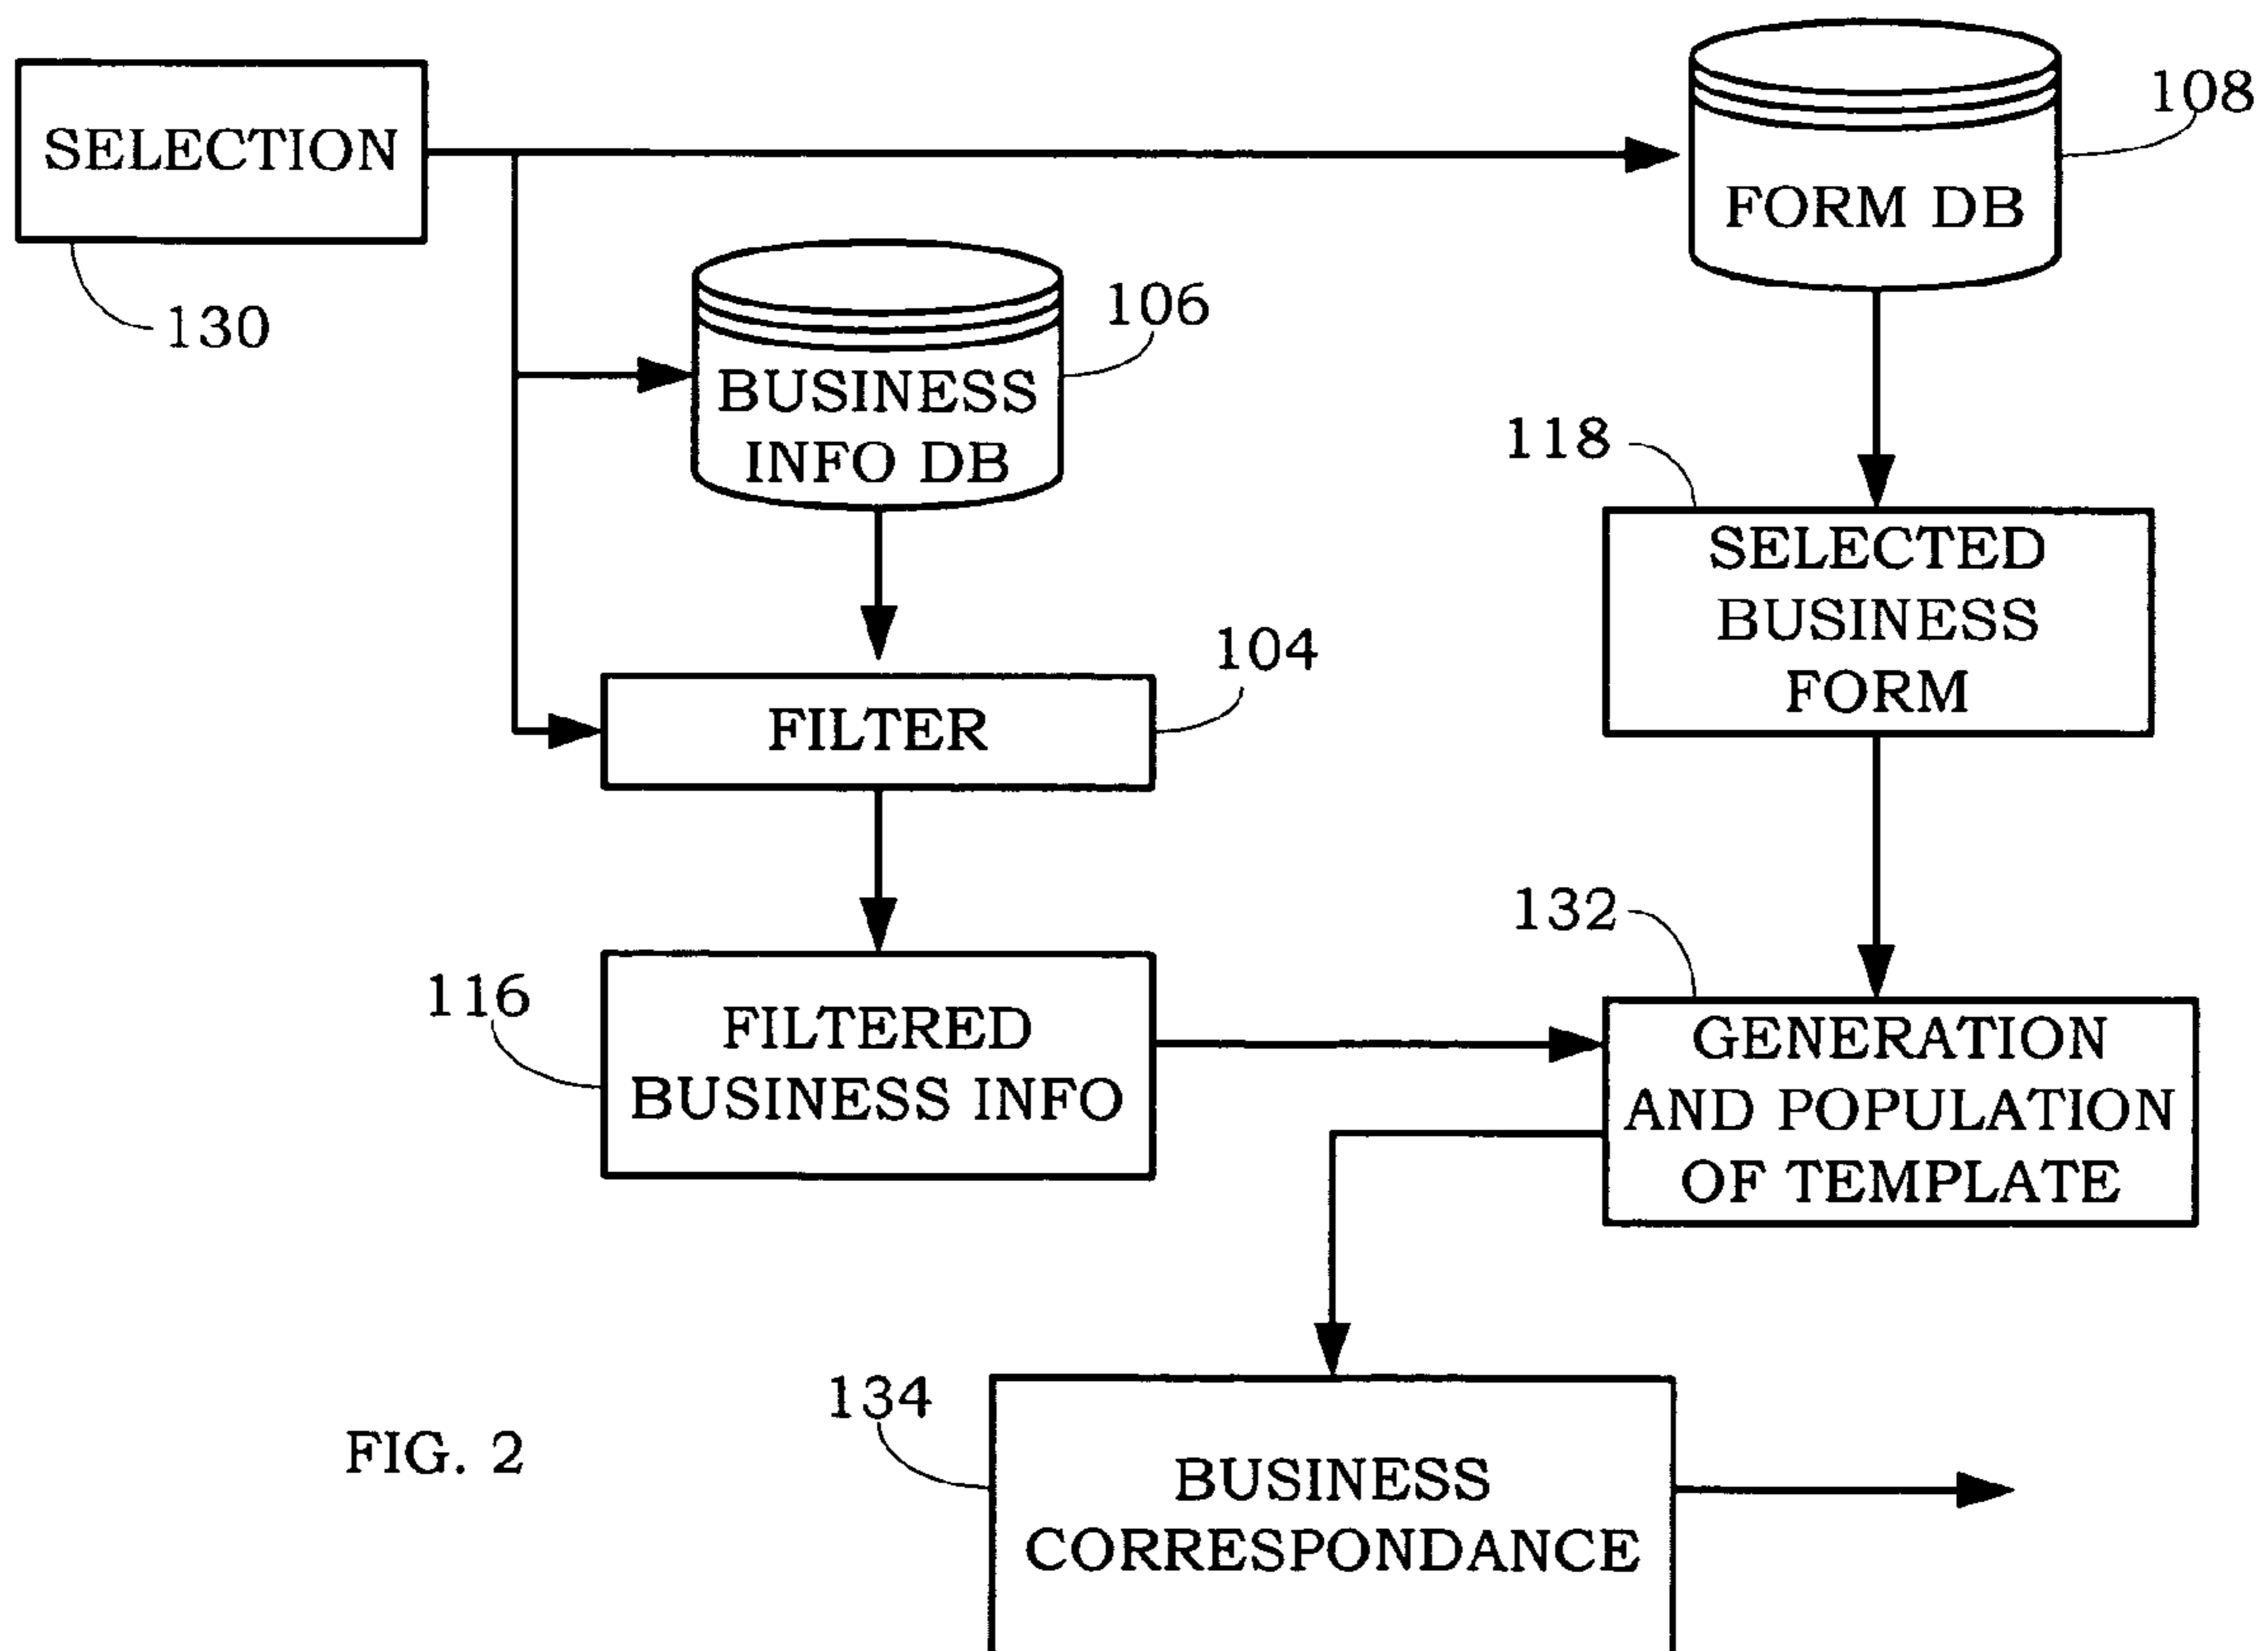 SELECTION
130
FORM DB
108
BUSINESS
INFO DB
106
118
SELECTED
BUSINESS
FORM
FILTER
104
116
FILTERED
BUSINESS INFO
132
GENERATION
AND POPULATION
OF TEMPLATE
134
BUSINESS
CORRESPONDANCE
FIG. 2